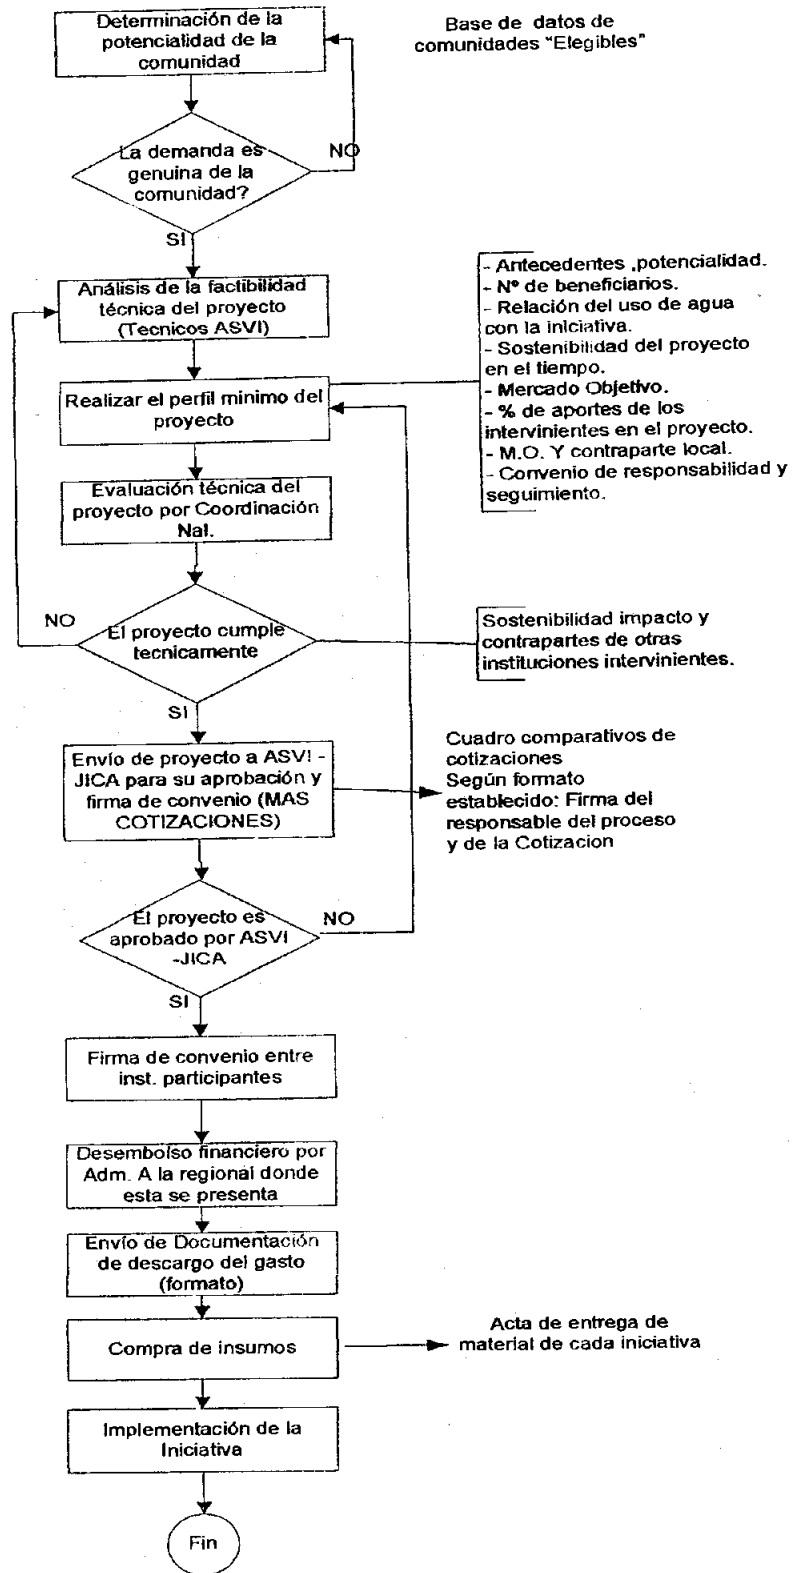 Determinación de la
potencialidad de la
comunidad
Base de datos de
comunidades "Elegibles"
La demanda es
genuina de la
comunidad?
NO
SI
Análisis de la factibilidad
técnica del proyecto
(Tecnicos ASVI)
- Antecedentes ,potencialidad.
- Nº de beneficiarios.
- Relación del uso de agua
con la iniciativa.
- Sostenibilidad del proyecto
en el tiempo.
- Mercado Objetivo.
- % de aportes de los
intervinientes en el proyecto.
- M.O. Y contraparte local.
- Convenio de responsabilidad y
seguimiento.
Realizar el perfil minimo del
proyecto
Evaluación técnica del
proyecto por Coordinación
Nal.
NO
El proyecto cumple
tecnicamente
Sostenibilidad impacto y
contrapartes de otras
instituciones intervinientes.
SI
Envío de proyecto a ASVI -
JICA para su aprobación y
firma de convenio (MAS
COTIZACIONES)
Cuadro comparativos de
cotizaciones
Según formato
establecido: Firma del
responsable del proceso
y de la Cotizacion
El proyecto es
aprobado por ASVI
-JICA
NO
SI
Firma de convenio entre
inst. participantes
Desembolso financiero por
Adm. A la regional donde
esta se presenta
Envío de Documentación
de descargo del gasto
(formato)
Compra de insumos
Acta de entrega de
material de cada iniciativa
Implementación de la
Iniciativa
Fin